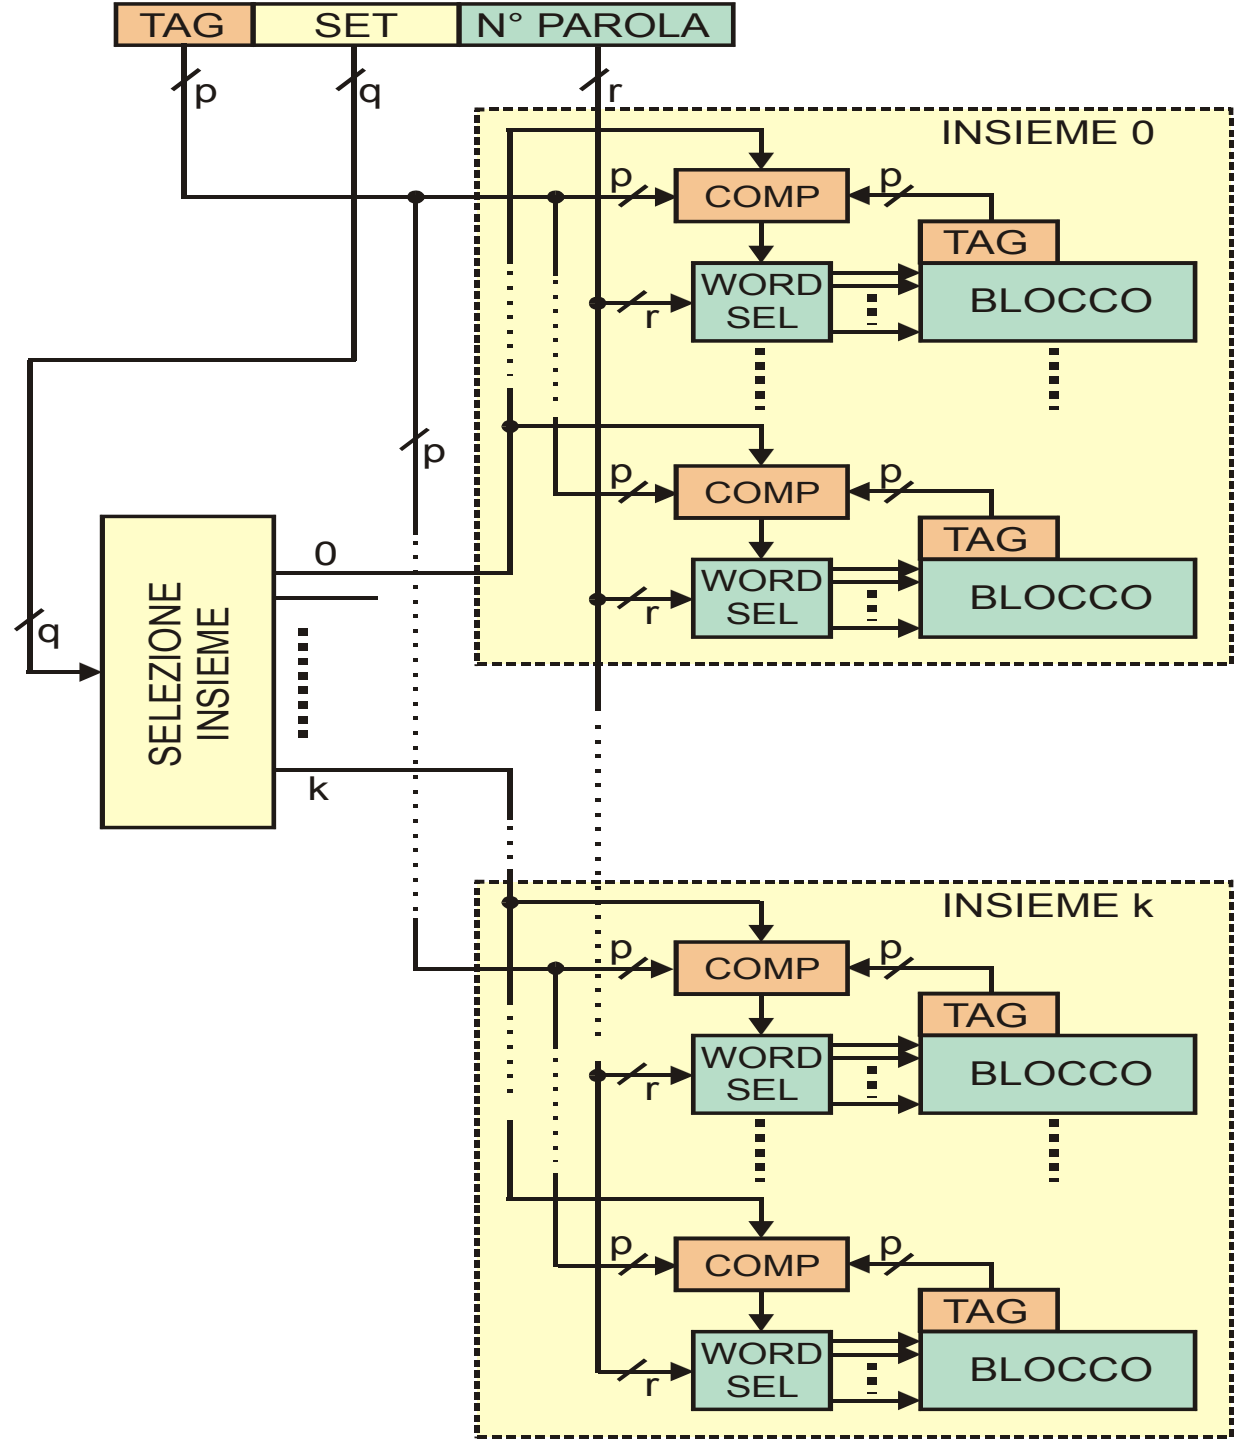 TAG SET N° PAROLA
p q r
INSIEME 0
p COMP p
TAG
WORD
SEL
r
BLOCCO
p
p COMP p
TAG
WORD
SEL
r
BLOCCO
0
q
SELEZIONE
INSIEME
k
INSIEME k
p COMP p
TAG
WORD
SEL
r
BLOCCO
p COMP p
TAG
WORD
SEL
r
BLOCCO